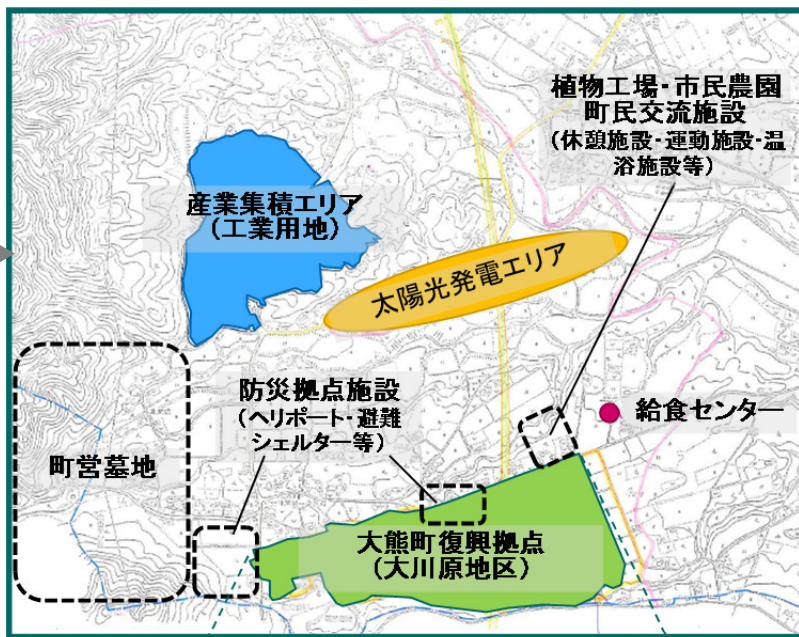 植物工場・市民農園
町民交流施設
(休憩施設・運動施設・温
浴施設等)
産業集積エリア
(工業用地)
太陽光発電エリア
防災拠点施設
(ヘリポート・避難
シェルター等)
給食センター
町営墓地
大熊町復興拠点
(大川原地区)